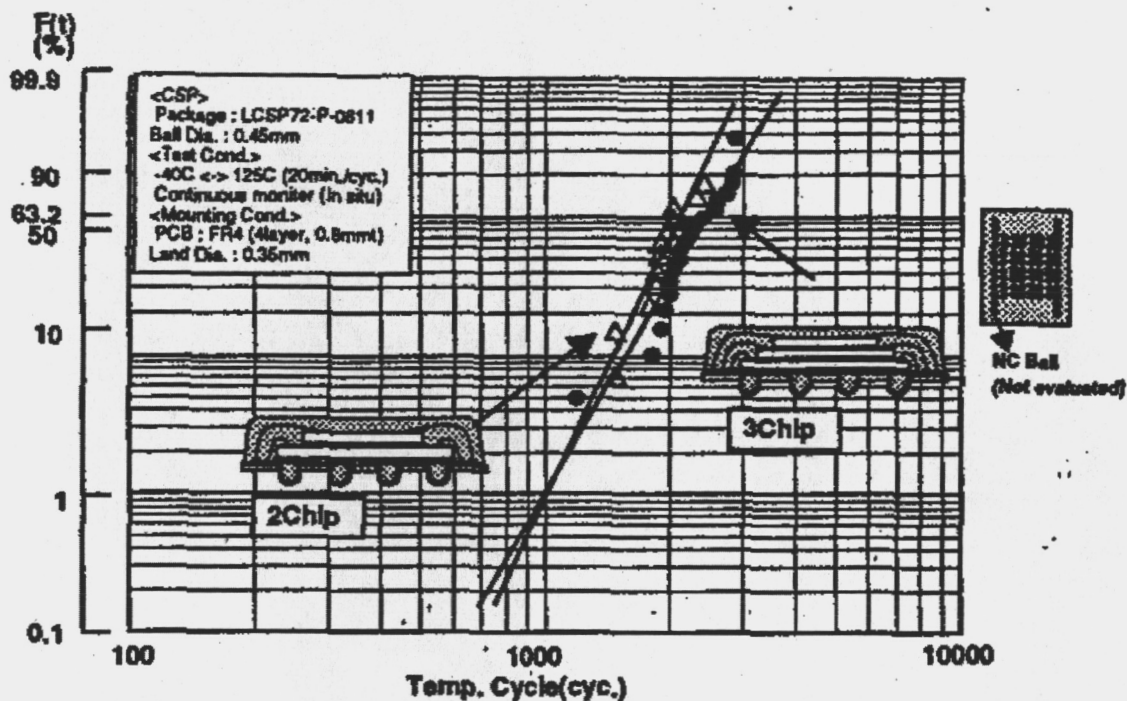 F(t)
(%)
99.9
90
63.2
50
10
1
0.1
<CSP>
Package : LCSP72-P-0811
Ball Dia. : 0.45mm
<Test Cond.>
-40C <-> 125C (20min./cyc.)
Continuous moniter (In situ)
<Mounting Cond.>
PCB : FR4 (4layer, 0.8mmt)
Land Dia. : 0.35mm
NC Ball
(Not evaluated)
3Chip
2Chip
100
1000
10000
Temp. Cycle(cyc.)